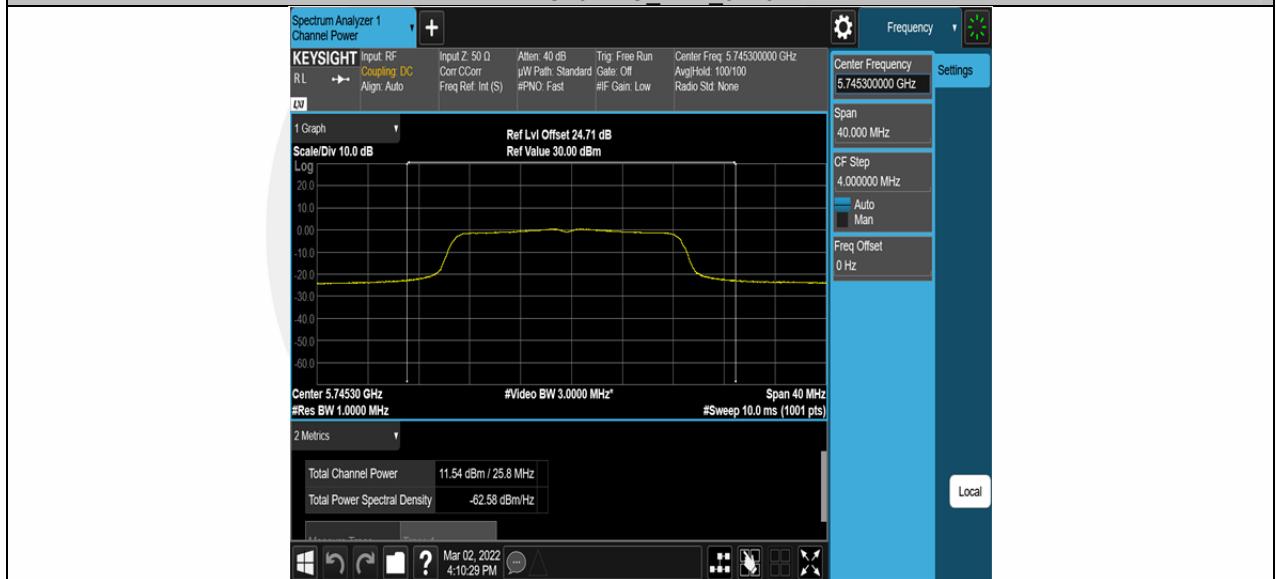 Spectrum Analyzer 1
Channel Power
+
Frequency
KEYSIGHT
RL
LXI
Input: RF
Coupling: DC
Align: Auto
Input Z: 50 Ω
Corr CCorr
Freq Ref: Int (S)
Atten: 40 dB
µW Path: Standard
#PNO: Fast
Trig: Free Run
Gate: Off
#IF Gain: Low
Center Freq: 5.745300000 GHz
Avg|Hold: 100/100
Radio Std: None
Center Frequency
5.745300000 GHz
Settings
Span
40.000 MHz
CF Step
4.000000 MHz
Auto
Man
Freq Offset
0 Hz
Local
1 Graph
Scale/Div 10.0 dB
Ref Lvl Offset 24.71 dB
Ref Value 30.00 dBm
Log
20.0
10.0
0.00
-10.0
-20.0
-30.0
-40.0
-50.0
-60.0
Center 5.74530 GHz
#Video BW 3.0000 MHz*
Span 40 MHz
#Res BW 1.0000 MHz
#Sweep 10.0 ms (1001 pts)
2 Metrics
Total Channel Power 11.54 dBm / 25.8 MHz
Total Power Spectral Density -62.58 dBm/Hz
?
Mar 02, 2022
4:10:29 PM